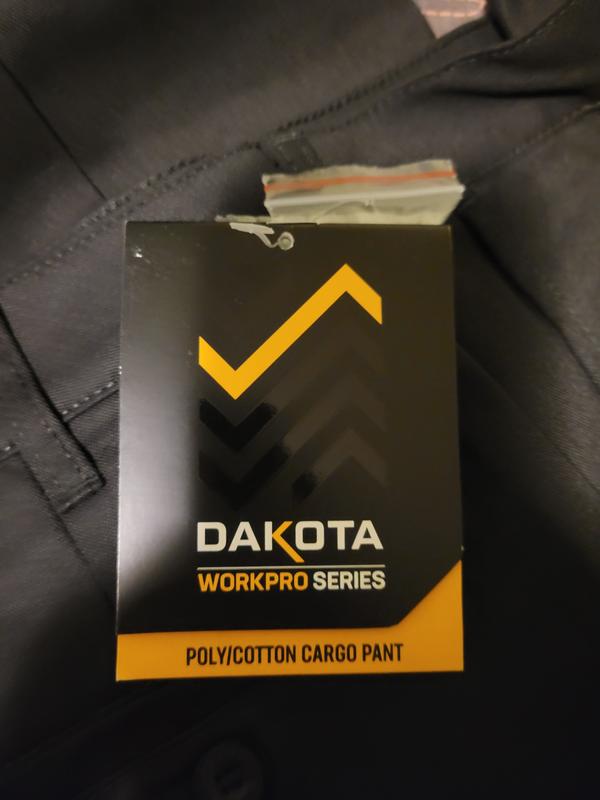 DAKOTA
WORKPRO SERIES
POLY/COTTON CARGO PANT